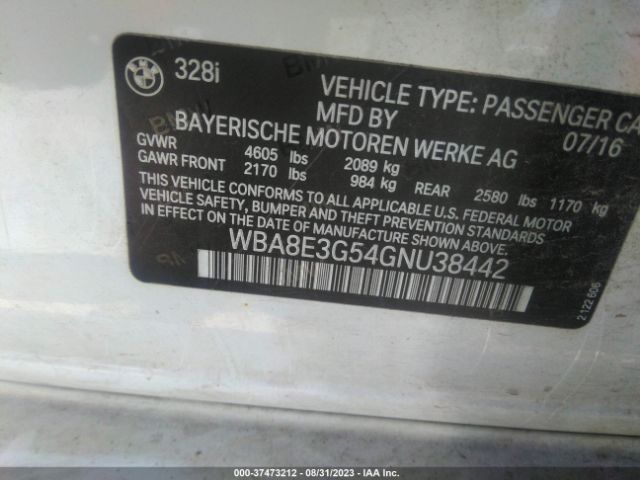 328i
VEHICLE TYPE: PASSENGER CA
MFD BY 07/16
BAYERISCHE MOTOREN WERKE AG
GVWR 4605 lbs 2089 kg
GAWR FRONT 2170 lbs 984 kg REAR 2580 lbs 1170 kg
THIS VEHICLE CONFORMS TO ALL APPLICABLE U.S. FEDERAL MOTOR
VEHICLE SAFETY, BUMPER AND THEFT PREVENTION STANDARDS
IN EFFECT ON THE DATE OF MANUFACTURE SHOWN ABOVE.
WBA8E3G54GNU38442
2 122 606
000-37473212 - 08/31/2023 - IAA Inc.